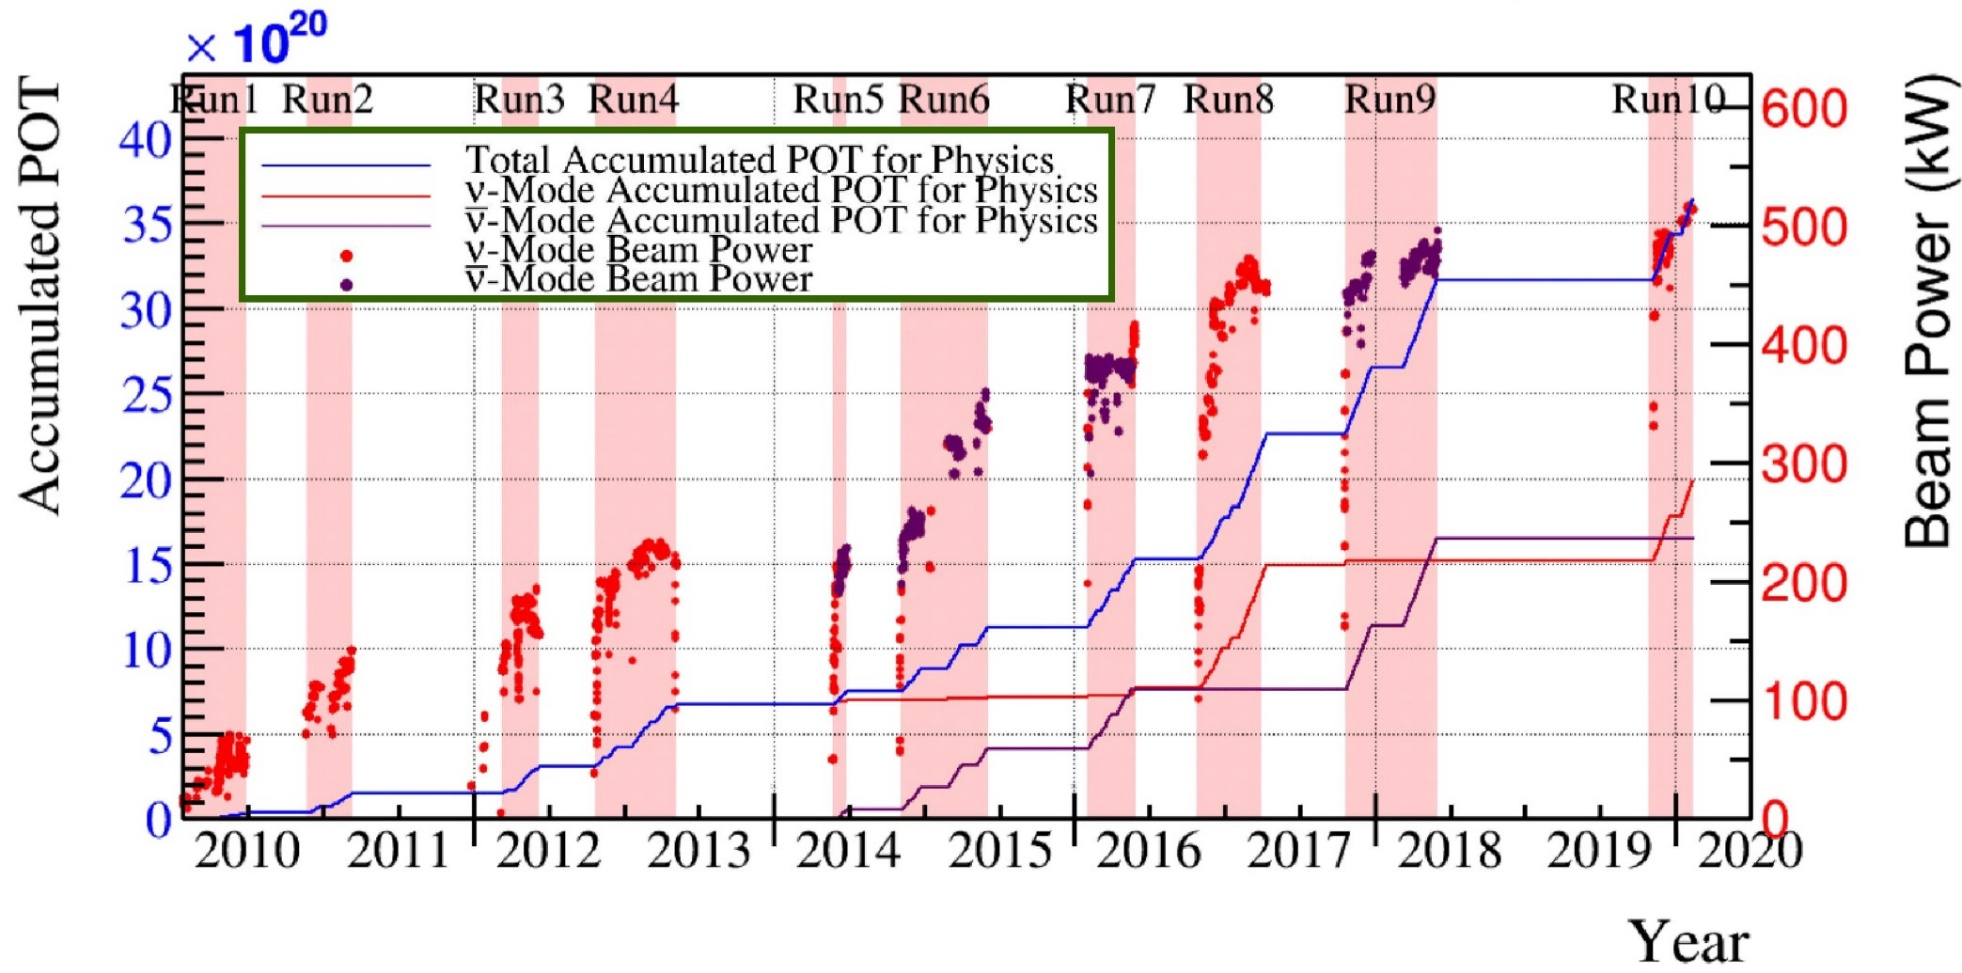 × 10²⁰
Run1 Run2 Run3 Run4 Run5 Run6 Run7 Run8 Run9 Run10
Accumulated POT
40
35
30
25
20
15
10
5
0
Total Accumulated POT for Physics
ν-Mode Accumulated POT for Physics
ν̅-Mode Accumulated POT for Physics
ν-Mode Beam Power
ν̅-Mode Beam Power
600
500
400
300
200
100
0
Beam Power (kW)
2010 2011 2012 2013 2014 2015 2016 2017 2018 2019 2020
Year